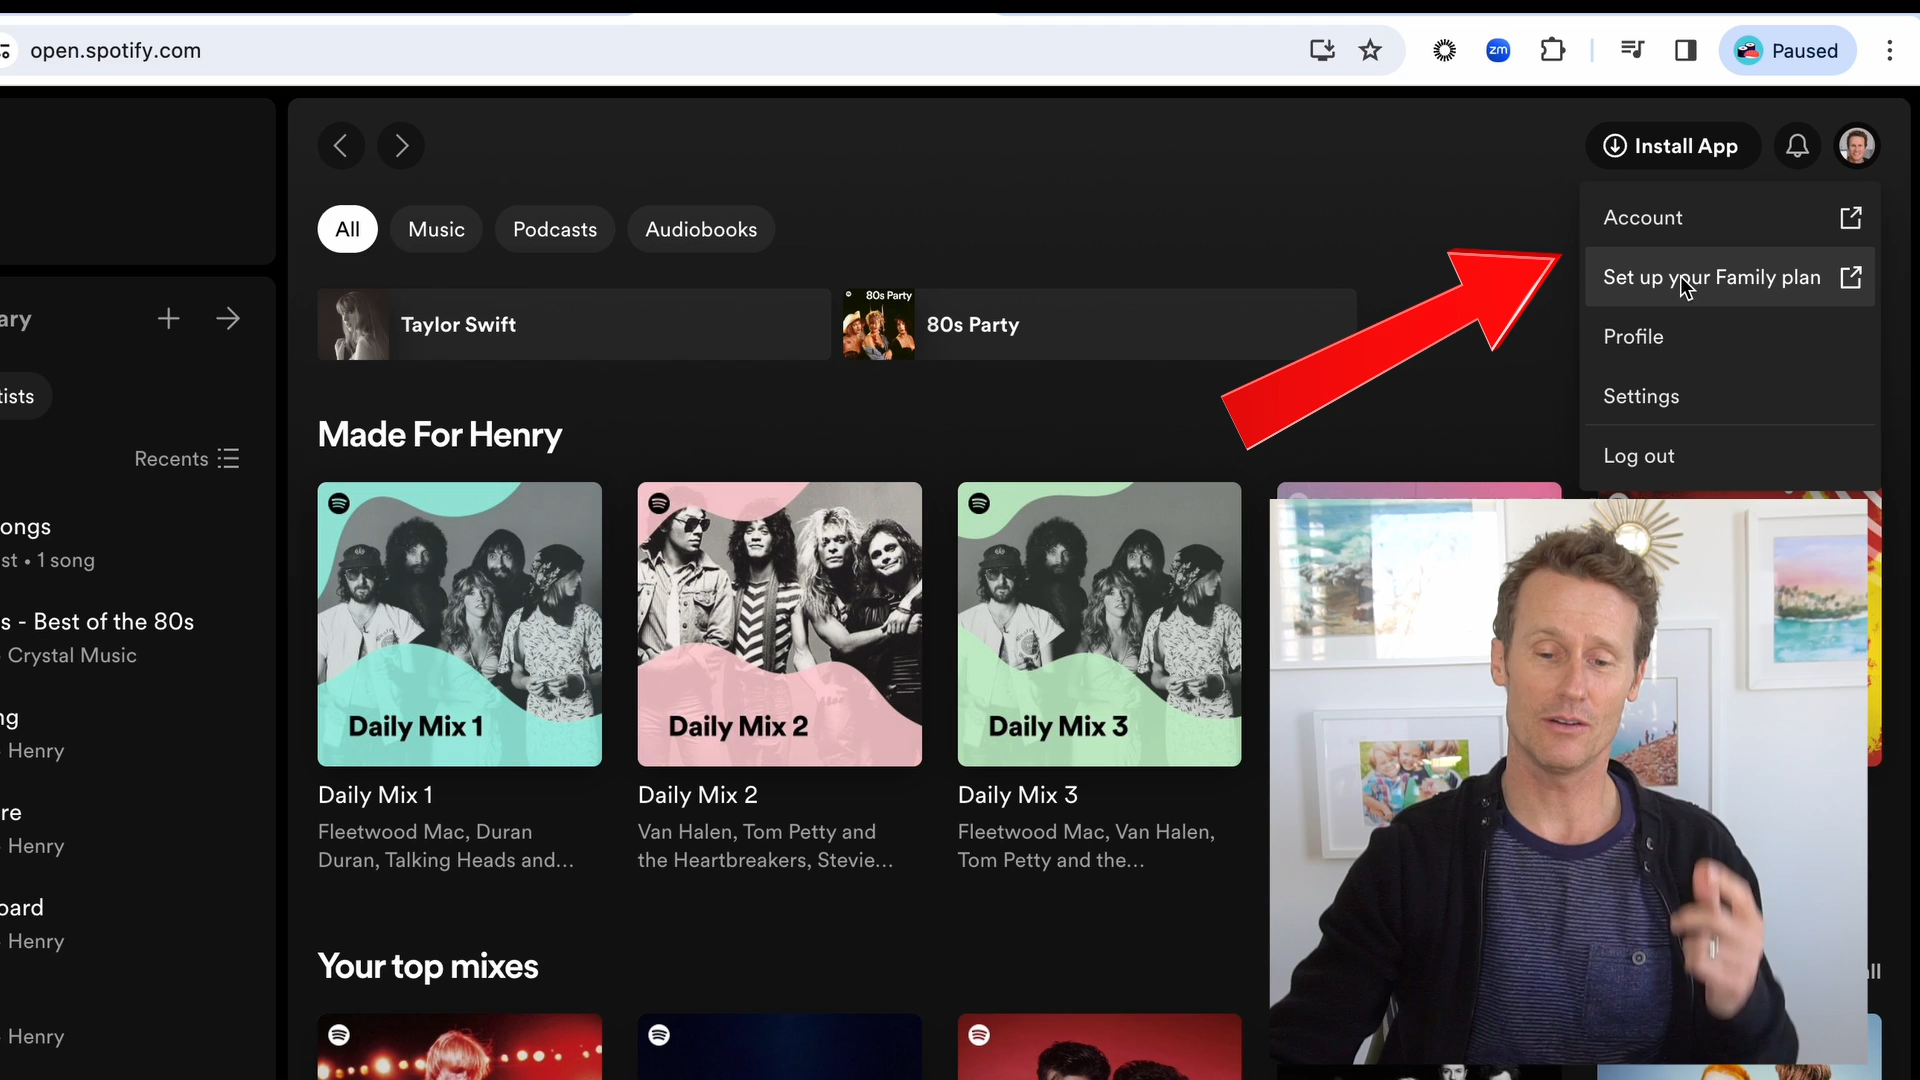 open.spotify.com
zm
Paused
Install App
Account
Set up your Family plan
Profile
Settings
Log out
All
Music
Podcasts
Audiobooks
Taylor Swift
80s Party
80s Party
ary
tists
Recents
ongs
st • 1 song
s - Best of the 80s
Crystal Music
ng
Henry
re
Henry
oard
Henry
Henry
Made For Henry
Daily Mix 1
Daily Mix 2
Daily Mix 3
Daily Mix 1
Fleetwood Mac, Duran
Duran, Talking Heads and...
Daily Mix 2
Van Halen, Tom Petty and
the Heartbreakers, Stevie...
Daily Mix 3
Fleetwood Mac, Van Halen,
Tom Petty and the...
Your top mixes
all